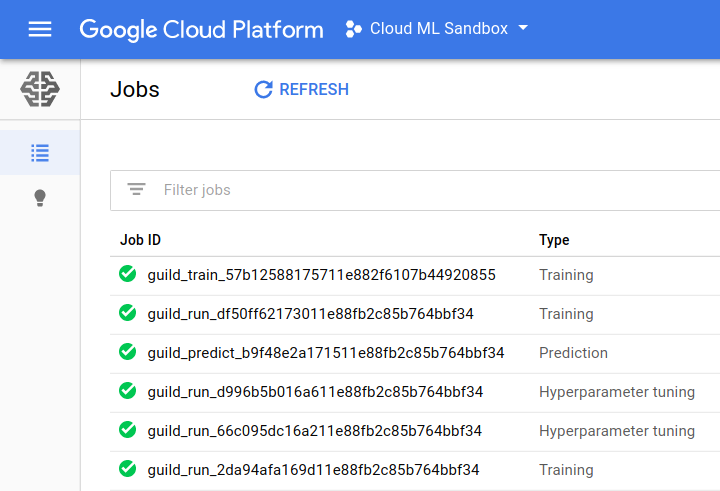 Google Cloud Platform Cloud ML Sandbox
Jobs REFRESH
Filter jobs
Job ID Type
guild_train_57b12588175711e882f6107b44920855 Training
guild_run_df50ff62173011e88fb2c85b764bbf34 Training
guild_predict_b9f48e2a171511e88fb2c85b764bbf34 Prediction
guild_run_d996b5b016a611e88fb2c85b764bbf34 Hyperparameter tuning
guild_run_66c095dc16a211e88fb2c85b764bbf34 Hyperparameter tuning
guild_run_2da94afa169d11e88fb2c85b764bbf34 Training